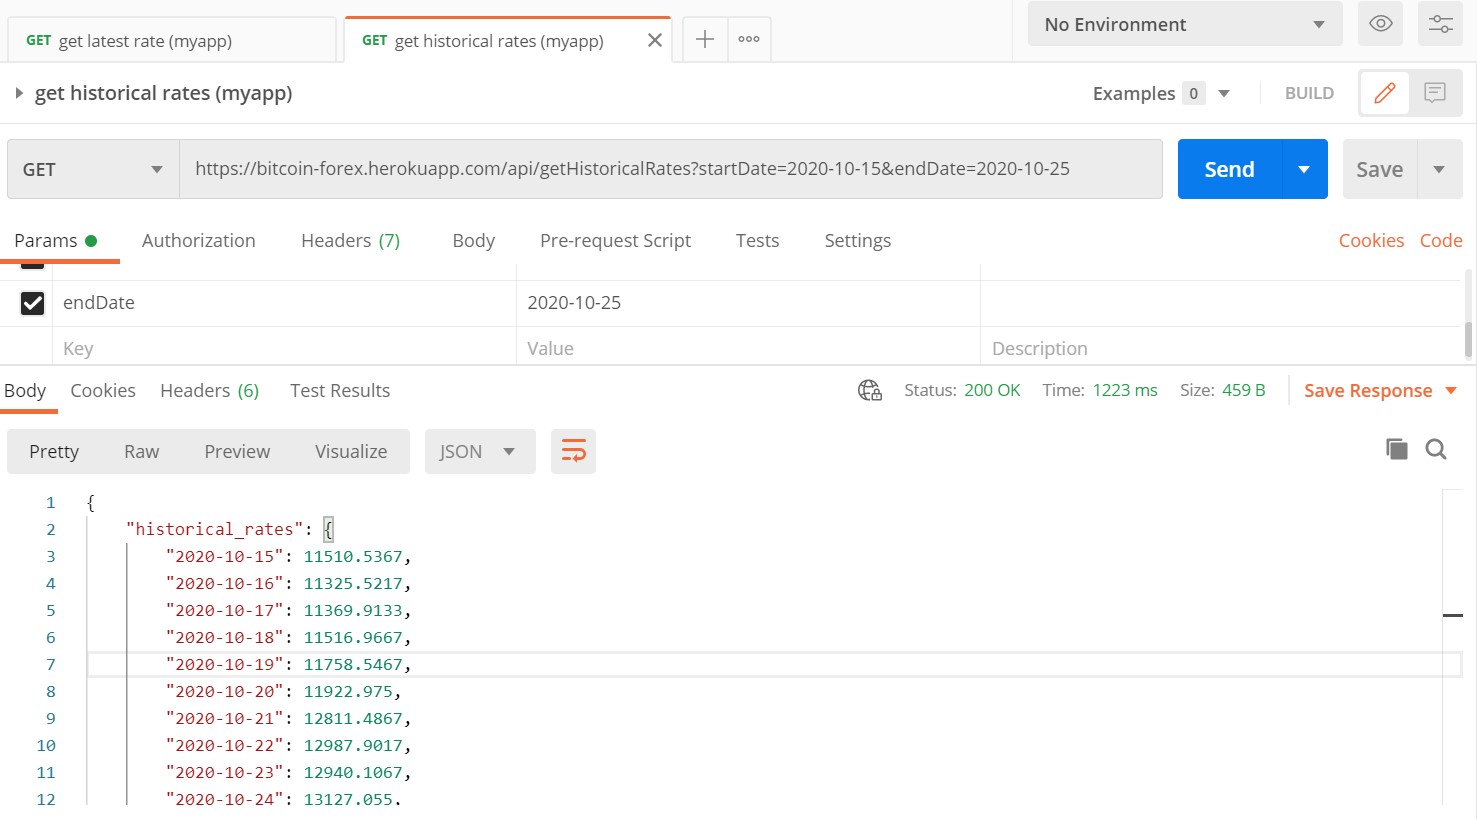 GET get latest rate (myapp)
GET get historical rates (myapp)
No Environment
get historical rates (myapp)
Examples 0
BUILD
GET
https://bitcoin-forex.herokuapp.com/api/getHistoricalRates?startDate=2020-10-15&endDate=2020-10-25
Send
Save
Params Authorization Headers (7) Body Pre-request Script Tests Settings Cookies Code
endDate 2020-10-25
Key Value Description
Body Cookies Headers (6) Test Results Status: 200 OK Time: 1223 ms Size: 459 B Save Response
Pretty Raw Preview Visualize JSON
1 {
2 "historical_rates": {
3 "2020-10-15": 11510.5367,
4 "2020-10-16": 11325.5217,
5 "2020-10-17": 11369.9133,
6 "2020-10-18": 11516.9667,
7 "2020-10-19": 11758.5467,
8 "2020-10-20": 11922.975,
9 "2020-10-21": 12811.4867,
10 "2020-10-22": 12987.9017,
11 "2020-10-23": 12940.1067,
12 "2020-10-24": 13127.055,